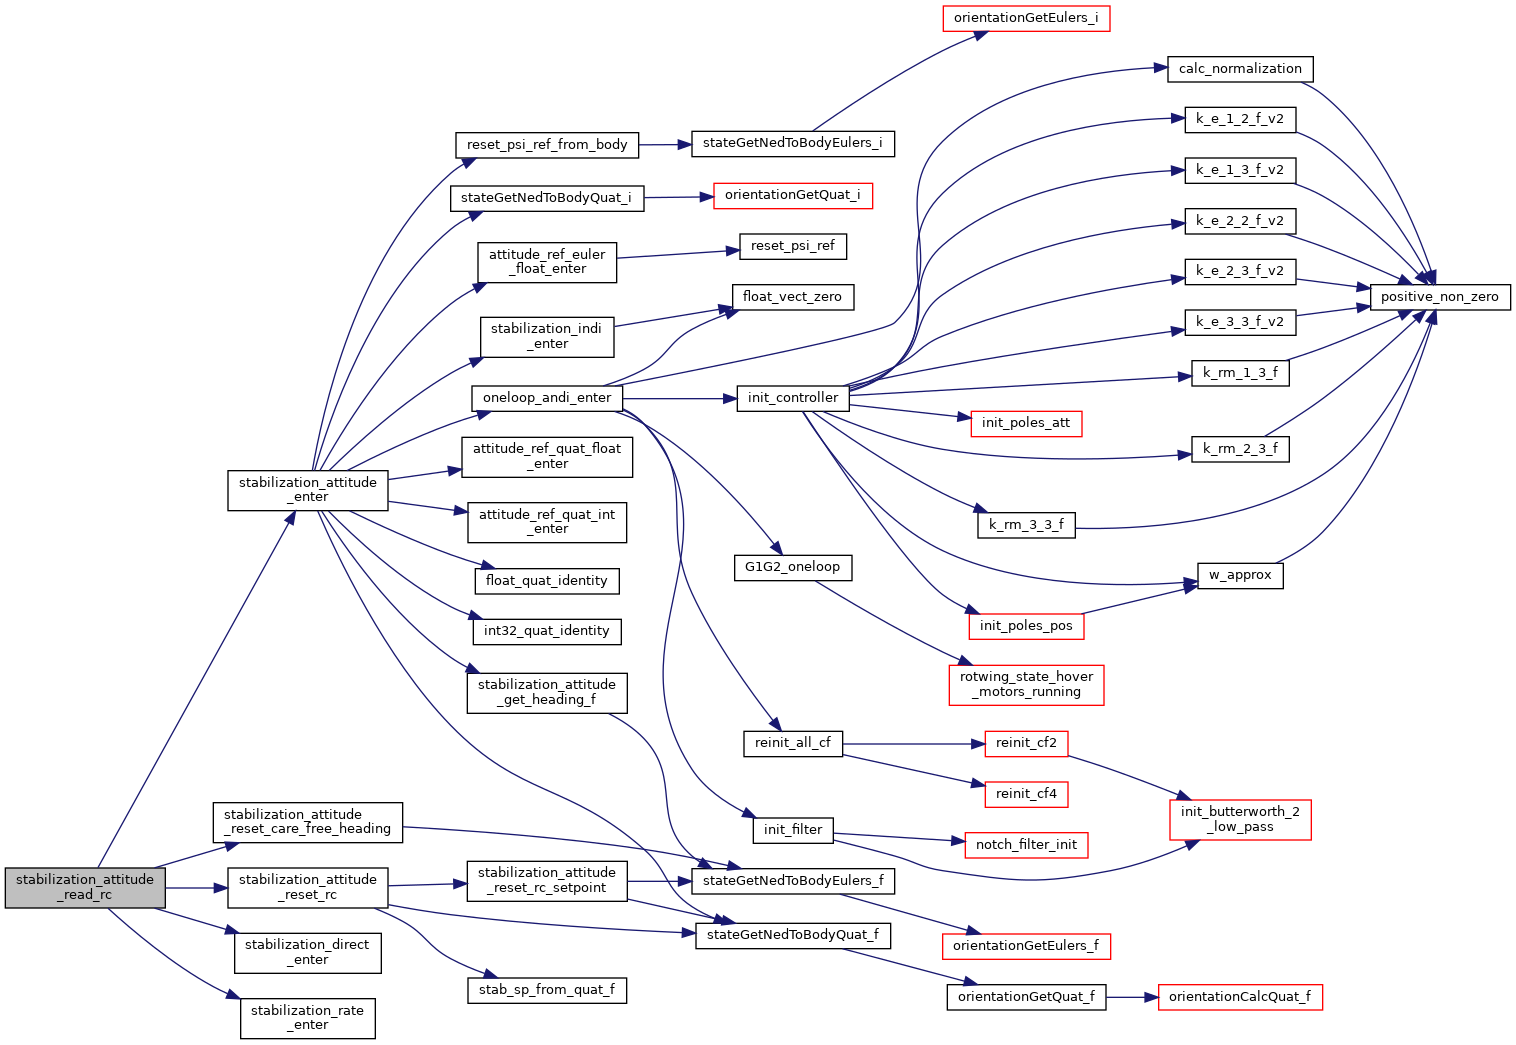 orientationGetEulers_i
calc_normalization
k_e_1_2_f_v2
reset_psi_ref_from_body
stateGetNedToBodyEulers_i
k_e_1_3_f_v2
stateGetNedToBodyQuat_i
orientationGetQuat_i
k_e_2_2_f_v2
attitude_ref_euler
_float_enter
reset_psi_ref
k_e_2_3_f_v2
float_vect_zero
positive_non_zero
stabilization_indi
_enter
k_e_3_3_f_v2
k_rm_1_3_f
oneloop_andi_enter
init_controller
init_poles_att
attitude_ref_quat_float
_enter
k_rm_2_3_f
stabilization_attitude
_enter
attitude_ref_quat_int
_enter
k_rm_3_3_f
G1G2_oneloop
float_quat_identity
w_approx
int32_quat_identity
init_poles_pos
stabilization_attitude
_get_heading_f
rotwing_state_hover
_motors_running
reinit_all_cf
reinit_cf2
reinit_cf4
stabilization_attitude
_reset_care_free_heading
init_filter
init_butterworth_2
_low_pass
notch_filter_init
stabilization_attitude
_read_rc
stabilization_attitude
_reset_rc
stabilization_attitude
_reset_rc_setpoint
stateGetNedToBodyEulers_f
stateGetNedToBodyQuat_f
orientationGetEulers_f
stabilization_direct
_enter
stab_sp_from_quat_f
orientationGetQuat_f
orientationCalcQuat_f
stabilization_rate
_enter